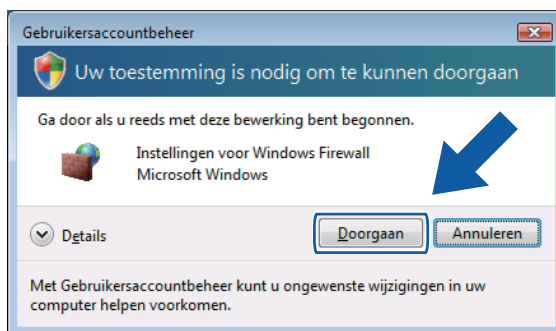 Gebruikersaccountbeheer
Uw toestemming is nodig om te kunnen doorgaan
Ga door als u reeds met deze bewerking bent begonnen.
Instellingen voor Windows Firewall
Microsoft Windows
Details
Doorgaan
Annuleren
Met Gebruikersaccountbeheer kunt u ongewenste wijzigingen in uw
computer helpen voorkomen.